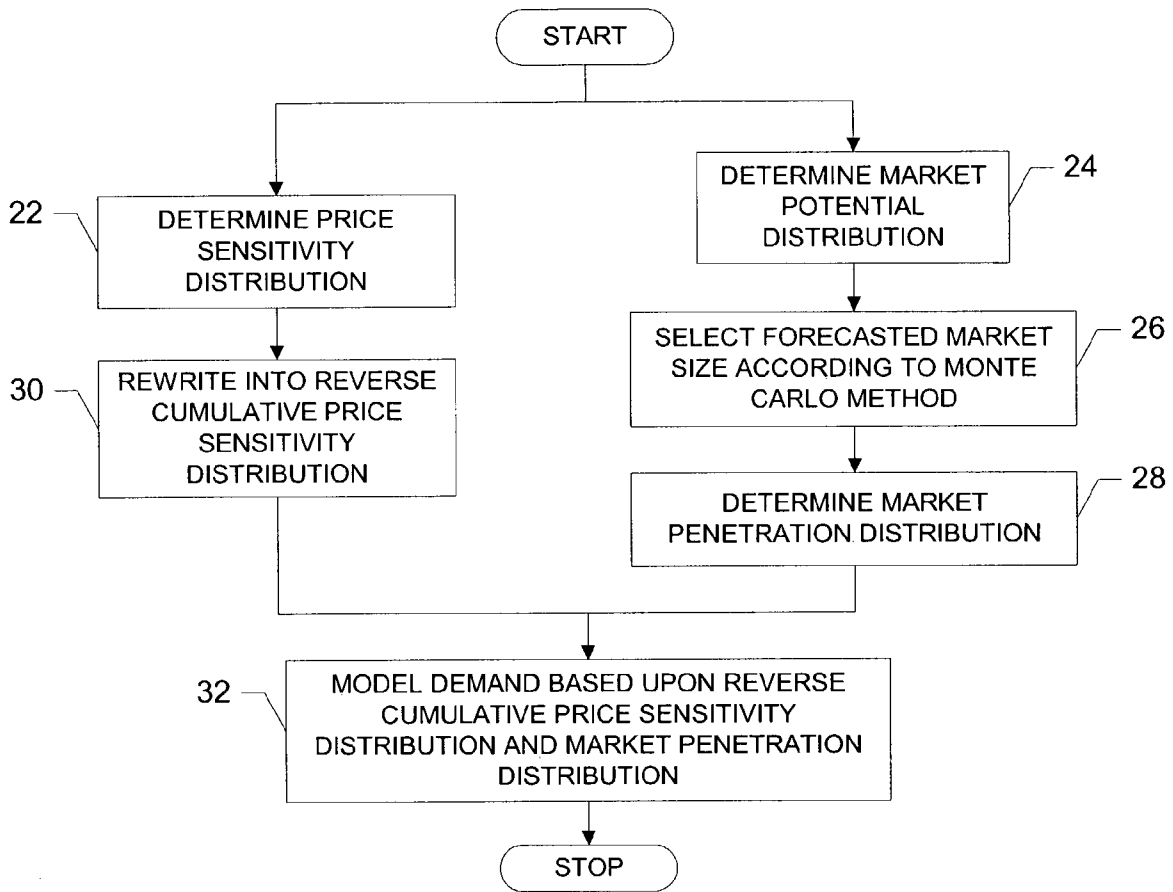 START
24
DETERMINE MARKET
POTENTIAL
DISTRIBUTION
22
DETERMINE PRICE
SENSITIVITY
DISTRIBUTION
26
SELECT FORECASTED MARKET
SIZE ACCORDING TO MONTE
CARLO METHOD
30
REWRITE INTO REVERSE
CUMULATIVE PRICE
SENSITIVITY
DISTRIBUTION
28
DETERMINE MARKET
PENETRATION DISTRIBUTION
32
MODEL DEMAND BASED UPON REVERSE
CUMULATIVE PRICE SENSITIVITY
DISTRIBUTION AND MARKET PENETRATION
DISTRIBUTION
STOP